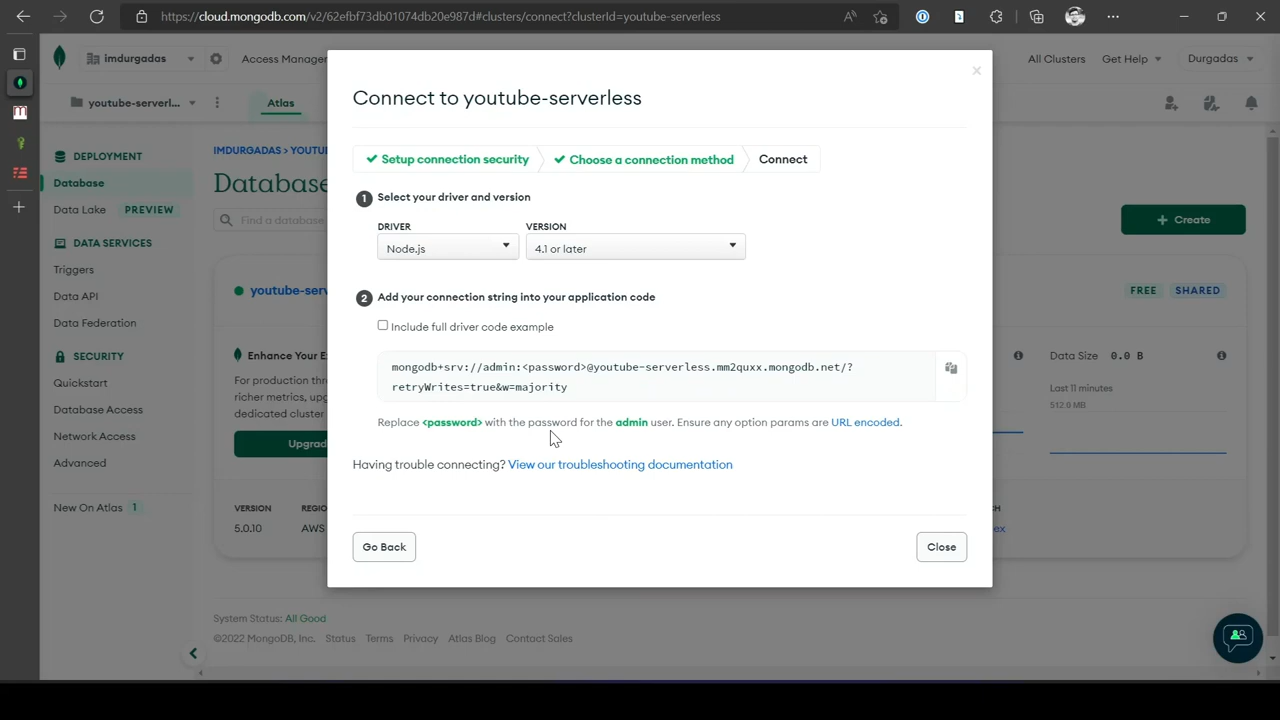 https://cloud.mongodb.com/v2/62efbf73db01074db20e987d#clusters/connect?clusterId=youtube-serverless
imdurgadas
Access Manager
All Clusters
Get Help
Durgadas
youtube-serverl...
Atlas
Connect to youtube-serverless
Setup connection security
Choose a connection method
Connect
DEPLOYMENT
Database
Data Lake PREVIEW
DATA SERVICES
Triggers
Data API
Data Federation
SECURITY
Quickstart
Database Access
Network Access
Advanced
New On Atlas 1
IMDURGADAS > YOUTU
Database
Find a database
+ Create
youtube-serv
FREE
SHARED
Enhance Your E
For production thro
richer metrics, upg
dedicated cluster
Upgrad
VERSION
5.0.10
REGIO
AWS
Data Size 0.0 B
Last 11 minutes
512.0 MB
1 Select your driver and version
DRIVER
VERSION
Node.js
4.1 or later
2 Add your connection string into your application code
Include full driver code example
mongodb+srv://admin:<password>@youtube-serverless.mm2quxx.mongodb.net/?
retryWrites=true&w=majority
Replace <password> with the password for the admin user. Ensure any option params are URL encoded.
Having trouble connecting? View our troubleshooting documentation
Go Back
Close
System Status: All Good
©2022 MongoDB, Inc. Status Terms Privacy Atlas Blog Contact Sales